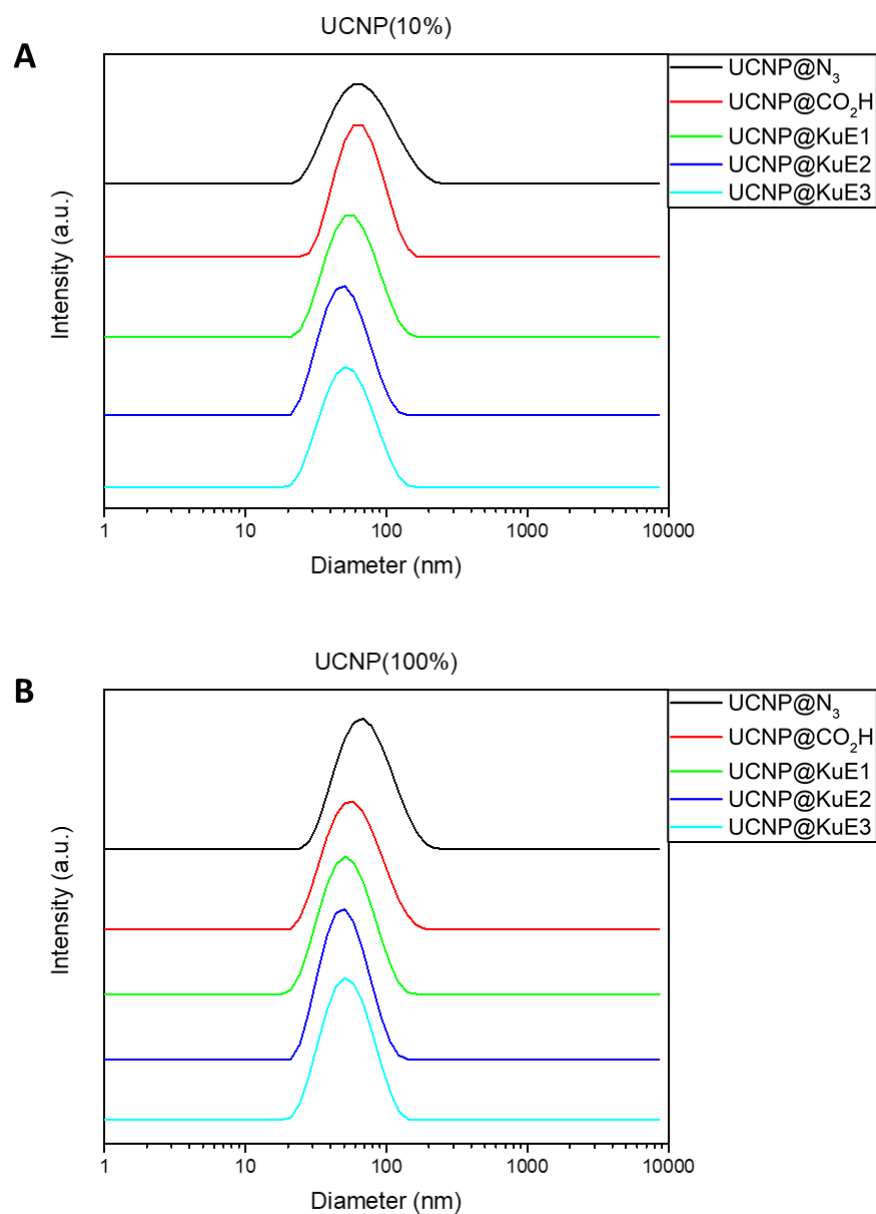 A
UCNP(10%)
UCNP@N₃
UCNP@CO₂H
UCNP@KuE1
UCNP@KuE2
UCNP@KuE3
Intensity (a.u.)
1 10 100 1000 10000
Diameter (nm)
B
UCNP(100%)
UCNP@N₃
UCNP@CO₂H
UCNP@KuE1
UCNP@KuE2
UCNP@KuE3
Intensity (a.u.)
1 10 100 1000 10000
Diameter (nm)